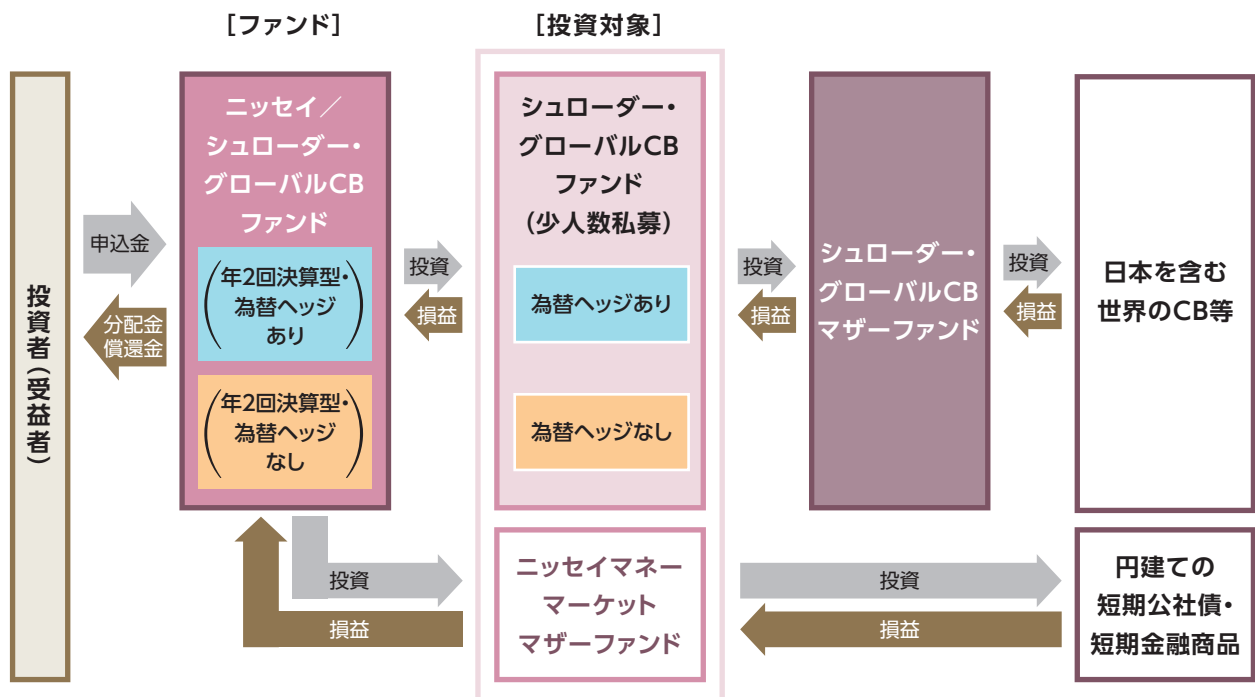 ［ファンド］
［投資対象］
投資者（受益者）
申込金
分配金
償還金
ニッセイ／
シュローダー・
グローバルCB
ファンド
年2回決算型・
為替ヘッジ
あり
年2回決算型・
為替ヘッジ
なし
投資
損益
シュローダー・
グローバルCB
ファンド
（少人数私募）
為替ヘッジあり
為替ヘッジなし
投資
損益
シュローダー・
グローバルCB
マザーファンド
投資
損益
日本を含む
世界のCB等
投資
損益
ニッセイマネー
マーケット
マザーファンド
投資
損益
円建ての
短期公社債・
短期金融商品